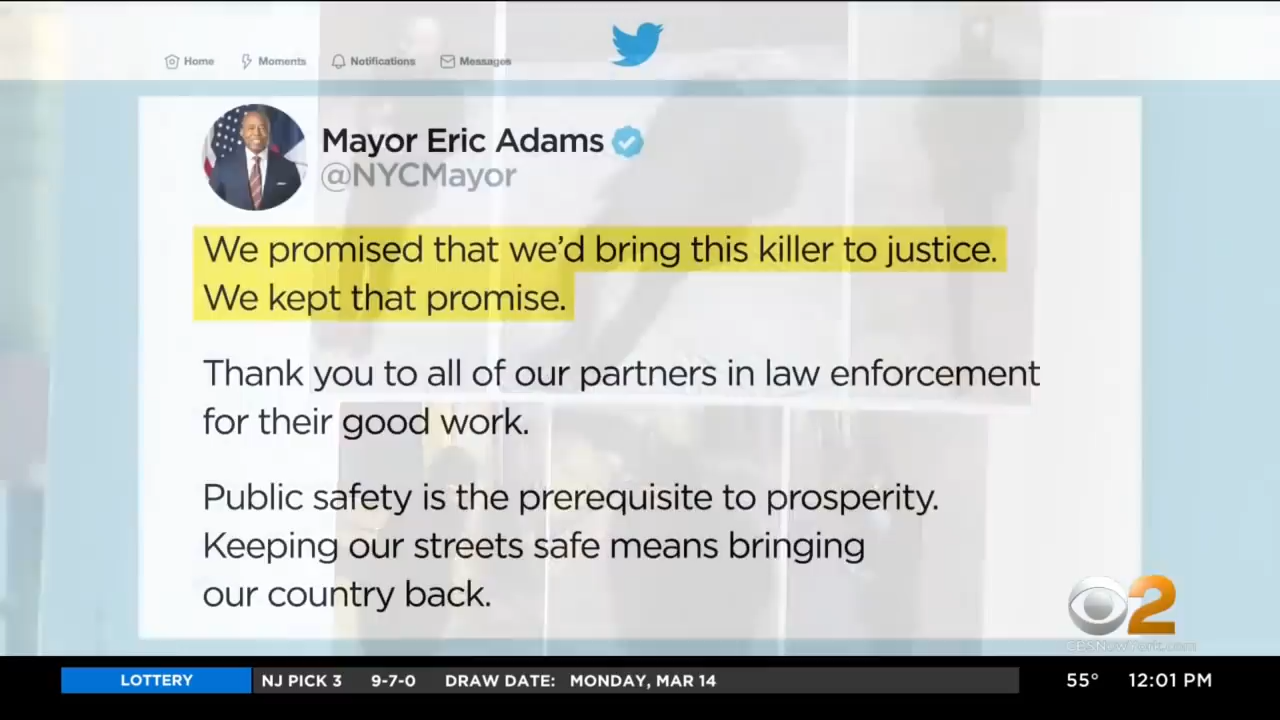 Home Moments Notifications Messages
Mayor Eric Adams
@NYCMayor
We promised that we'd bring this killer to justice.
We kept that promise.
Thank you to all of our partners in law enforcement
for their good work.
Public safety is the prerequisite to prosperity.
Keeping our streets safe means bringing
our country back.
2
CBSNewYork.com
LOTTERY NJ PICK 3 9-7-0 DRAW DATE: MONDAY, MAR 14 55° 12:01 PM